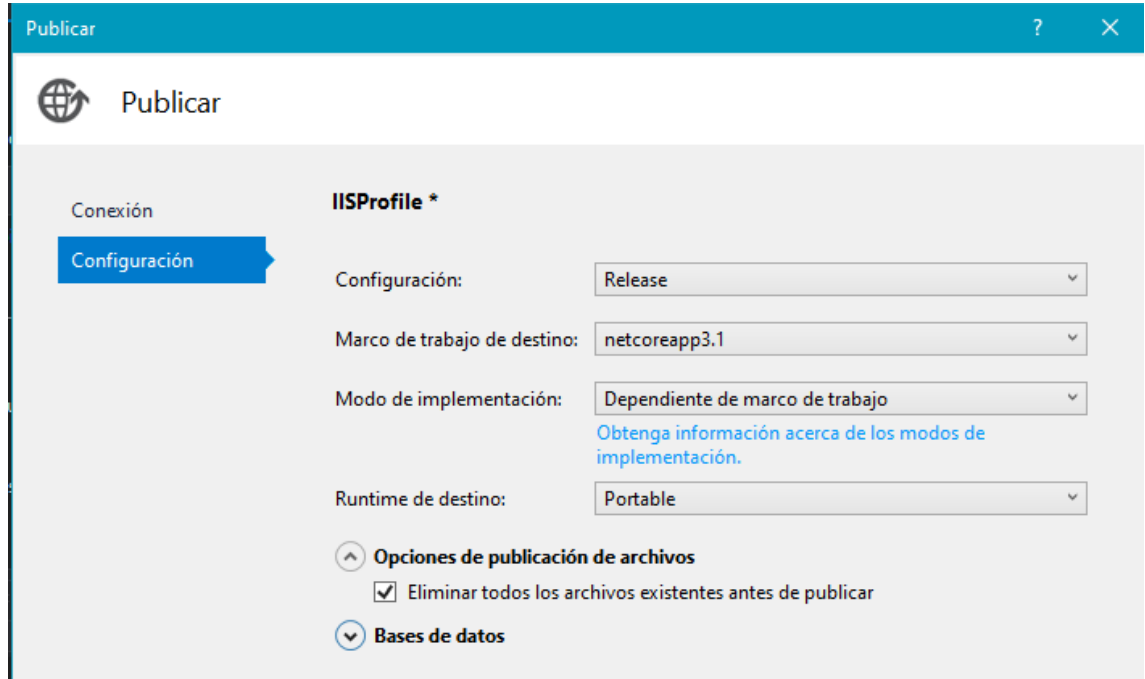 Publicar ?
Publicar
Conexión
Configuración
IISProfile *
Configuración: Release
Marco de trabajo de destino: netcoreapp3.1
Modo de implementación: Dependiente de marco de trabajo
Obtenga información acerca de los modos de
implementación.
Runtime de destino: Portable
Opciones de publicación de archivos
Eliminar todos los archivos existentes antes de publicar
Bases de datos